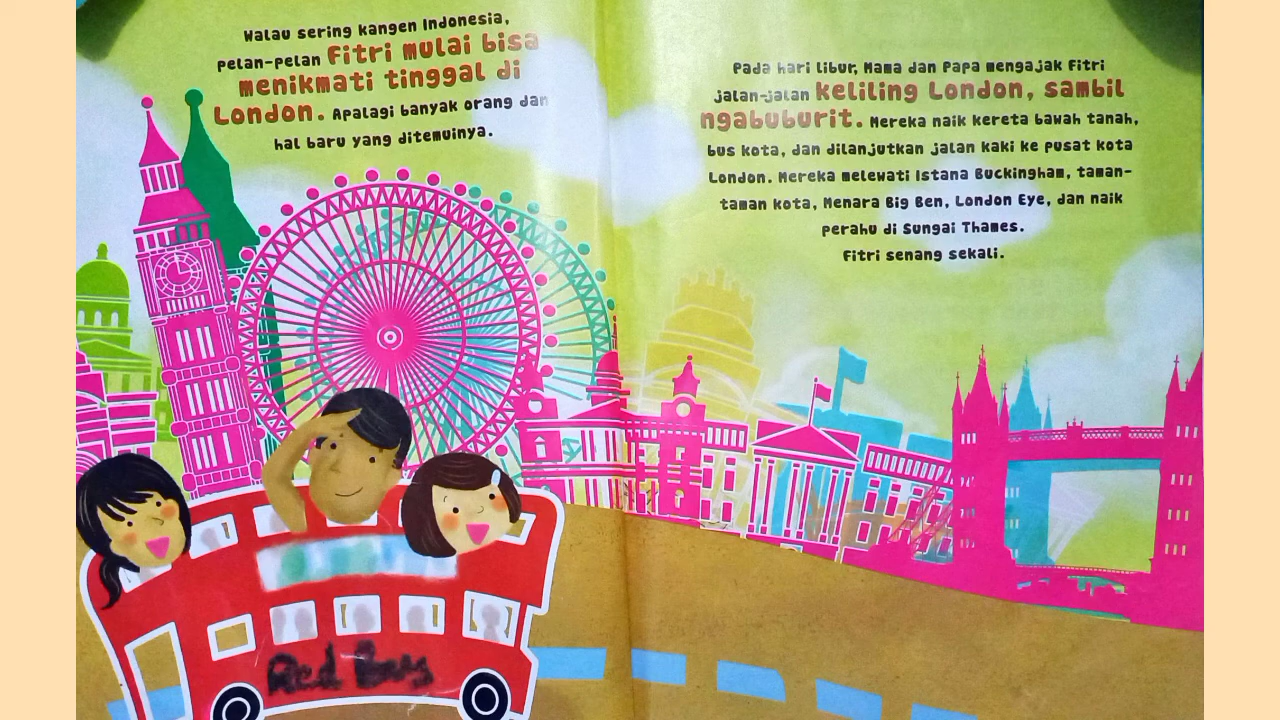 Walau sering kangen Indonesia,
pelan-pelan Fitri mulai bisa
menikmati tinggal di
London. Apalagi banyak orang dan
hal baru yang ditemuinya.
Pada hari libur, Mama dan Papa mengajak Fitri
jalan-jalan keliling London, sambil
ngabuburit. Mereka naik kereta bawah tanah,
bus kota, dan dilanjutkan jalan kaki ke pusat kota
London. Mereka melewati Istana Buckingham, taman-
taman kota, Menara Big Ben, London Eye, dan naik
perahu di Sungai Thames.
Fitri senang sekali.
Red Bus